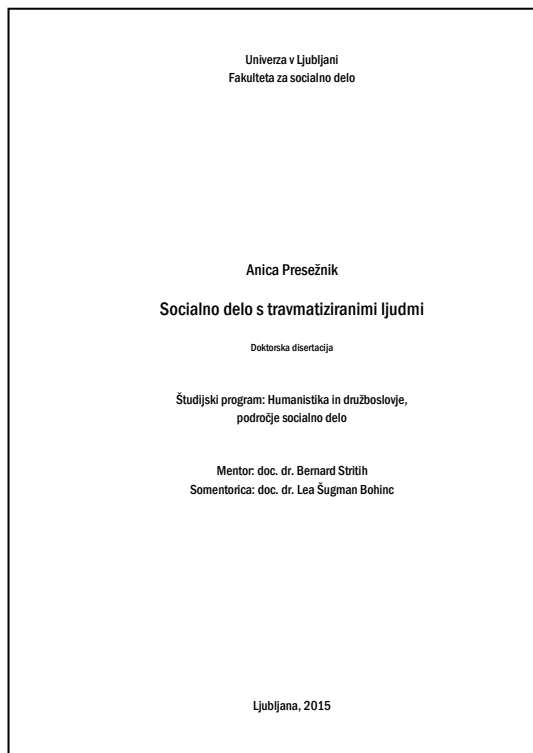 Univerza v Ljubljani
Fakulteta za socialno delo
Anica Presežnik
Socialno delo s travmatiziranimi ljudmi
Doktorska disertacija
Študijski program: Humanistika in družboslovje,
področje socialno delo
Mentor: doc. dr. Bernard Stritih
Somentorica: doc. dr. Lea Šugman Bohinc
Ljubljana, 2015